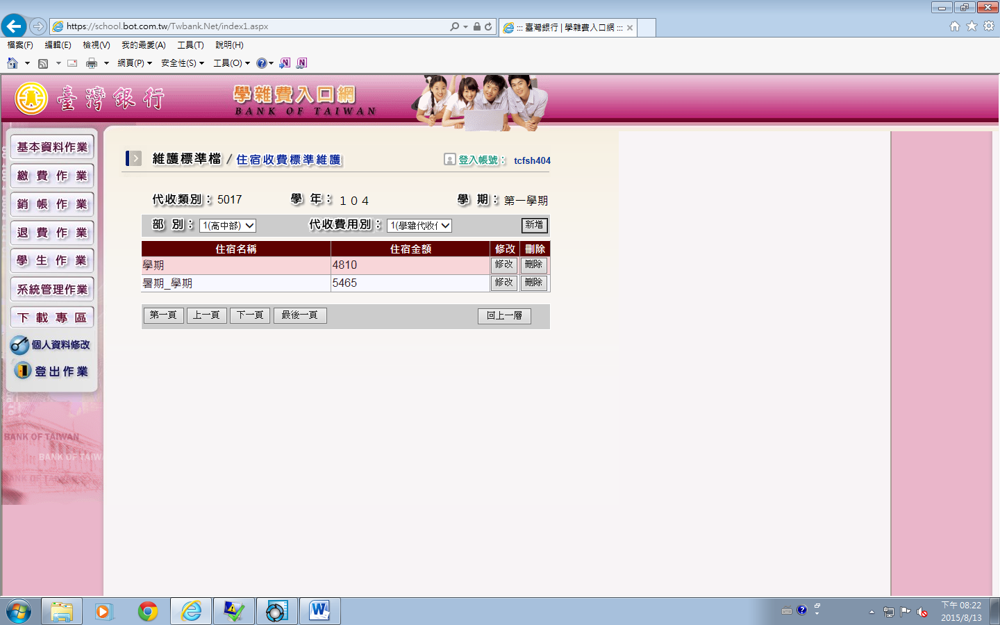 https://school.bot.com.tw/Twbank.Net/index1.aspx
::: 臺灣銀行 | 學雜費入口網 :::
檔案(F) 編輯(E) 檢視(V) 我的最愛(A) 工具(T) 說明(H)
網頁(P) 安全性(S) 工具(O)
臺灣銀行 學雜費入口網
BANK OF TAIWAN
基本資料作業
繳費作業
銷帳作業
退費作業
學生作業
系統管理作業
下載專區
個人資料修改
登出作業
維護標準檔 / 住宿收費標準維護 登入帳號： tcfsh404
代收類別： 5017 學 年： １０４ 學 期： 第一學期
部 別： 1(高中部) 代收費用別： 1(學雜代收( 新增
住宿名稱 住宿金額 修改 刪除
學期 4810 修改 刪除
暑期_學期 5465 修改 刪除
第一頁 上一頁 下一頁 最後一頁 回上一層
BANK OF TAIWAN
BANK OF TAIWA
BANK OF TAIWAN
下午 08:22
2015/8/13